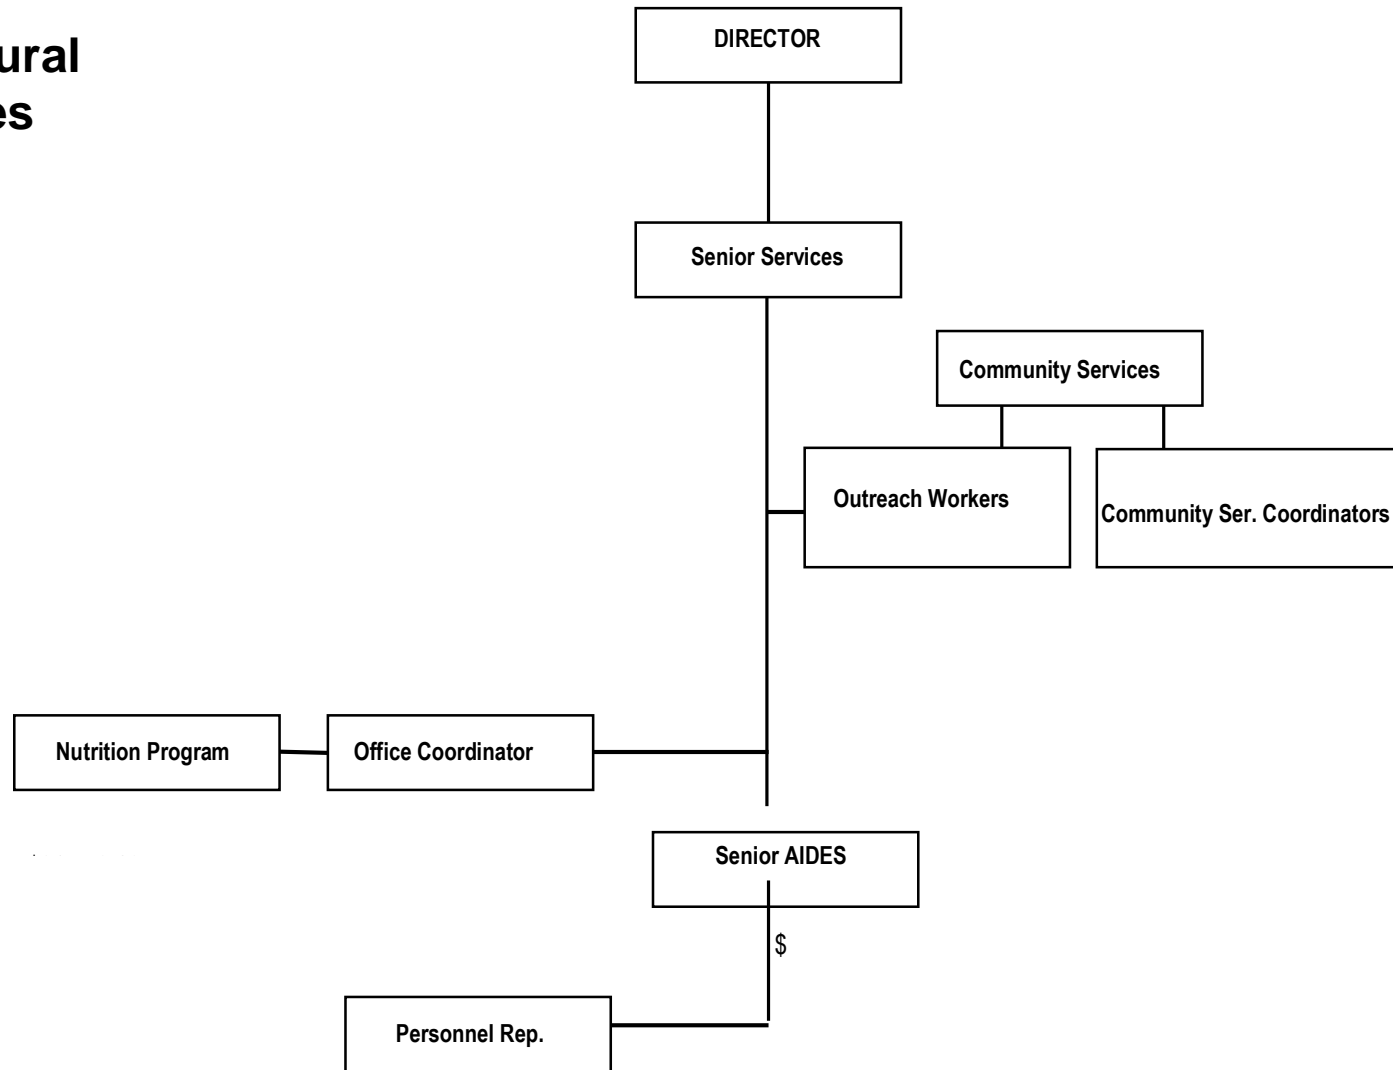 ural
es
DIRECTOR
Senior Services
Community Services
Outreach Workers
Community Ser. Coordinators
Nutrition Program
Office Coordinator
Senior AIDES
$
Personnel Rep.